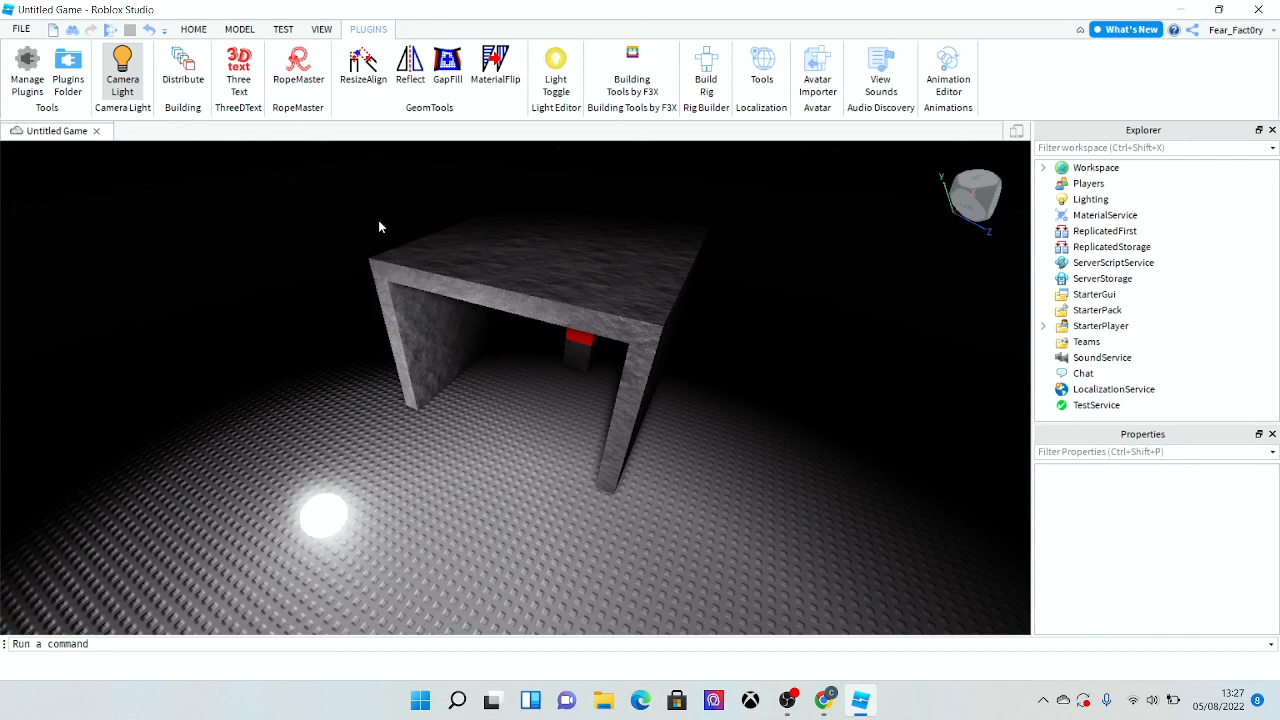 Untitled Game - Roblox Studio
FILE HOME MODEL TEST VIEW PLUGINS What's New Fear_Fact0ry
Manage Plugins
Plugins Folder
Tools
Camera Light
Camera Light
Distribute
Building
3D text
Three Text
ThreeDText
RopeMaster
RopeMaster
ResizeAlign
Reflect
GapFill
MaterialFlip
GeomTools
Light Toggle
Light Editor
Building Tools by F3X
Building Tools by F3X
Build Rig
Rig Builder
Tools
Localization
Avatar Importer
Avatar
View Sounds
Audio Discovery
Animation Editor
Animations
Untitled Game
Y
Z
Explorer
Filter workspace (Ctrl+Shift+X)
Workspace
Players
Lighting
MaterialService
ReplicatedFirst
ReplicatedStorage
ServerScriptService
ServerStorage
StarterGui
StarterPack
StarterPlayer
Teams
SoundService
Chat
LocalizationService
TestService
Properties
Filter Properties (Ctrl+Shift+P)
Run a command
13:27
05/08/2022
8